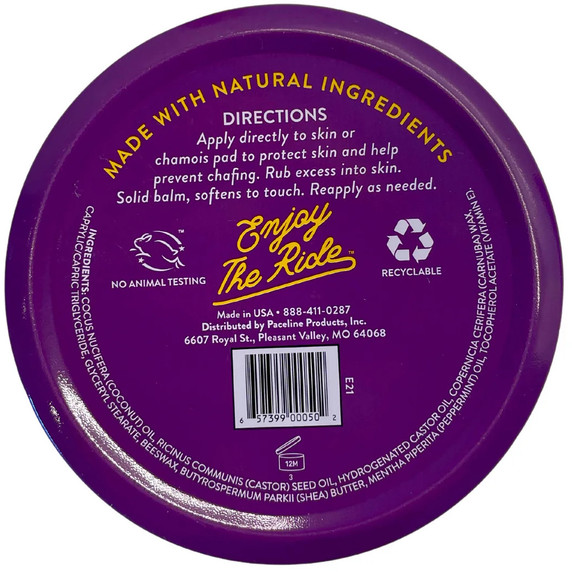 MADE WITH NATURAL INGREDIENTS
DIRECTIONS
Apply directly to skin or
chamois pad to protect skin and help
prevent chafing. Rub excess into skin.
Solid balm, softens to touch. Reapply as needed.
Enjoy
The Ride™
™
NO ANIMAL TESTING
RECYCLABLE
Made in USA • 888-411-0287
Distributed by Paceline Products, Inc.
6607 Royal St., Pleasant Valley, MO 64068
E21
6 57399 00050 2
12M
3
INGREDIENTS: COCUS NUCIFERA (COCONUT) OIL, RICINUS COMMUNIS (CASTOR) SEED OIL, HYDROGENATED CASTOR OIL, COPERNICIA CERIFERA (CARNUBA) WAX,
CAPRYLIC/CAPRIC TRIGLYCERIDE, GLYCERYL STEARATE, BEESWAX, BUTYROSPERMUM PARKII (SHEA) BUTTER, MENTHA PIPERITA (PEPPERMINT) OIL, TOCOPHEROL ACETATE (VITAMIN E).